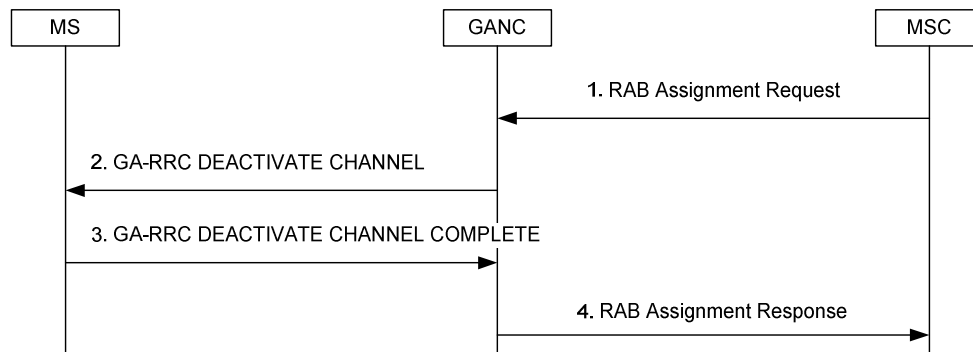 MS
GANC
MSC
1. RAB Assignment Request
2. GA-RRC DEACTIVATE CHANNEL
3. GA-RRC DEACTIVATE CHANNEL COMPLETE
4. RAB Assignment Response